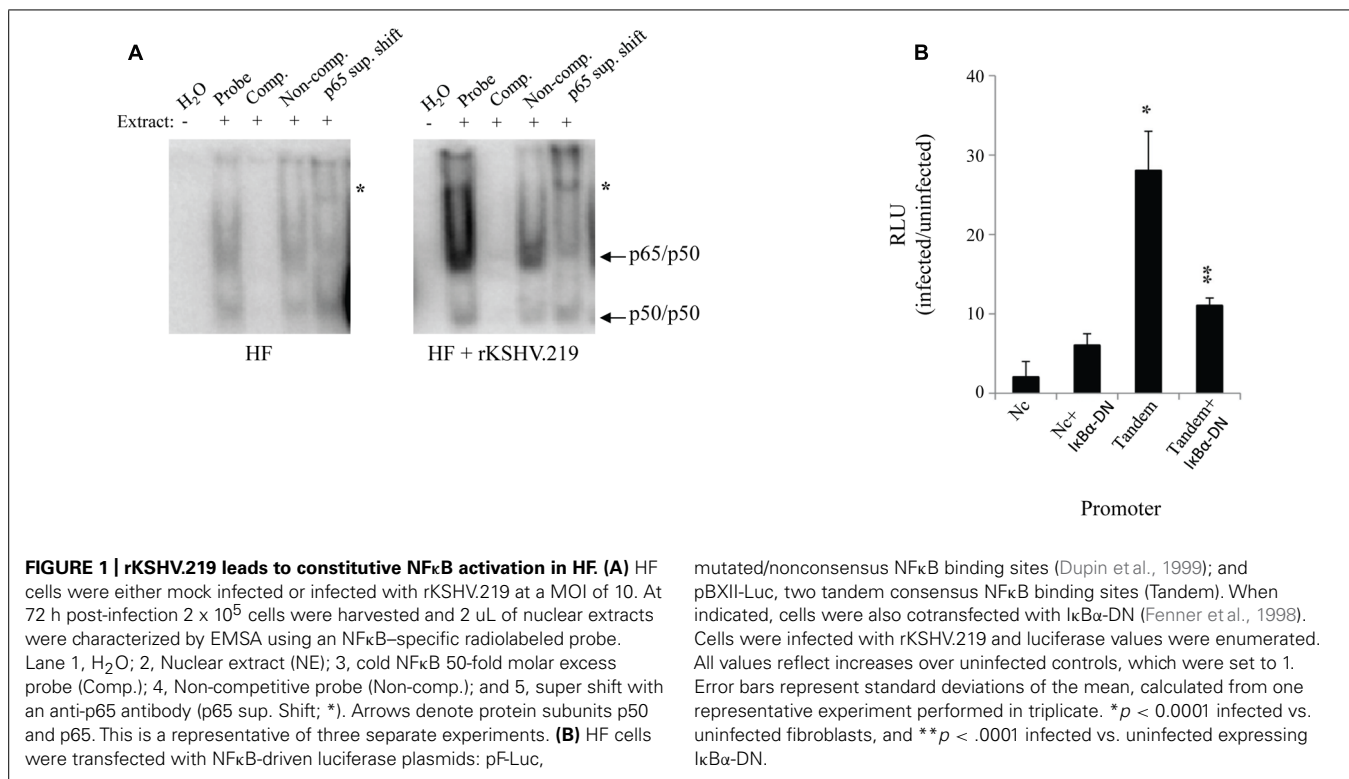 A
H₂O Probe Comp. Non-comp. p65 sup. shift
Extract: - + + + +
*
HF
H₂O Probe Comp. Non-comp. p65 sup. shift
- + + + +
*
p65/p50
p50/p50
HF + rKSHV.219
B
RLU
(infected/uninfected)
40
30
20
10
0
*
**
Nc
Nc+
IκBα-DN
Tandem
Tandem+
IκBα-DN
Promoter
FIGURE 1 | rKSHV.219 leads to constitutive NFκB activation in HF. (A) HF
cells were either mock infected or infected with rKSHV.219 at a MOI of 10. At
72 h post-infection 2 x 10⁵ cells were harvested and 2 uL of nuclear extracts
were characterized by EMSA using an NFκB–specific radiolabeled probe.
Lane 1, H₂O; 2, Nuclear extract (NE); 3, cold NFκB 50-fold molar excess
probe (Comp.); 4, Non-competitive probe (Non-comp.); and 5, super shift with
an anti-p65 antibody (p65 sup. Shift; *). Arrows denote protein subunits p50
and p65. This is a representative of three separate experiments. (B) HF cells
were transfected with NFκB-driven luciferase plasmids: pF-Luc,
mutated/nonconsensus NFκB binding sites (Dupin et al., 1999); and
pBXII-Luc, two tandem consensus NFκB binding sites (Tandem). When
indicated, cells were also cotransfected with IκBα-DN (Fenner et al., 1998).
Cells were infected with rKSHV.219 and luciferase values were enumerated.
All values reflect increases over uninfected controls, which were set to 1.
Error bars represent standard deviations of the mean, calculated from one
representative experiment performed in triplicate. *p < 0.0001 infected vs.
uninfected fibroblasts, and **p < .0001 infected vs. uninfected expressing
IκBα-DN.